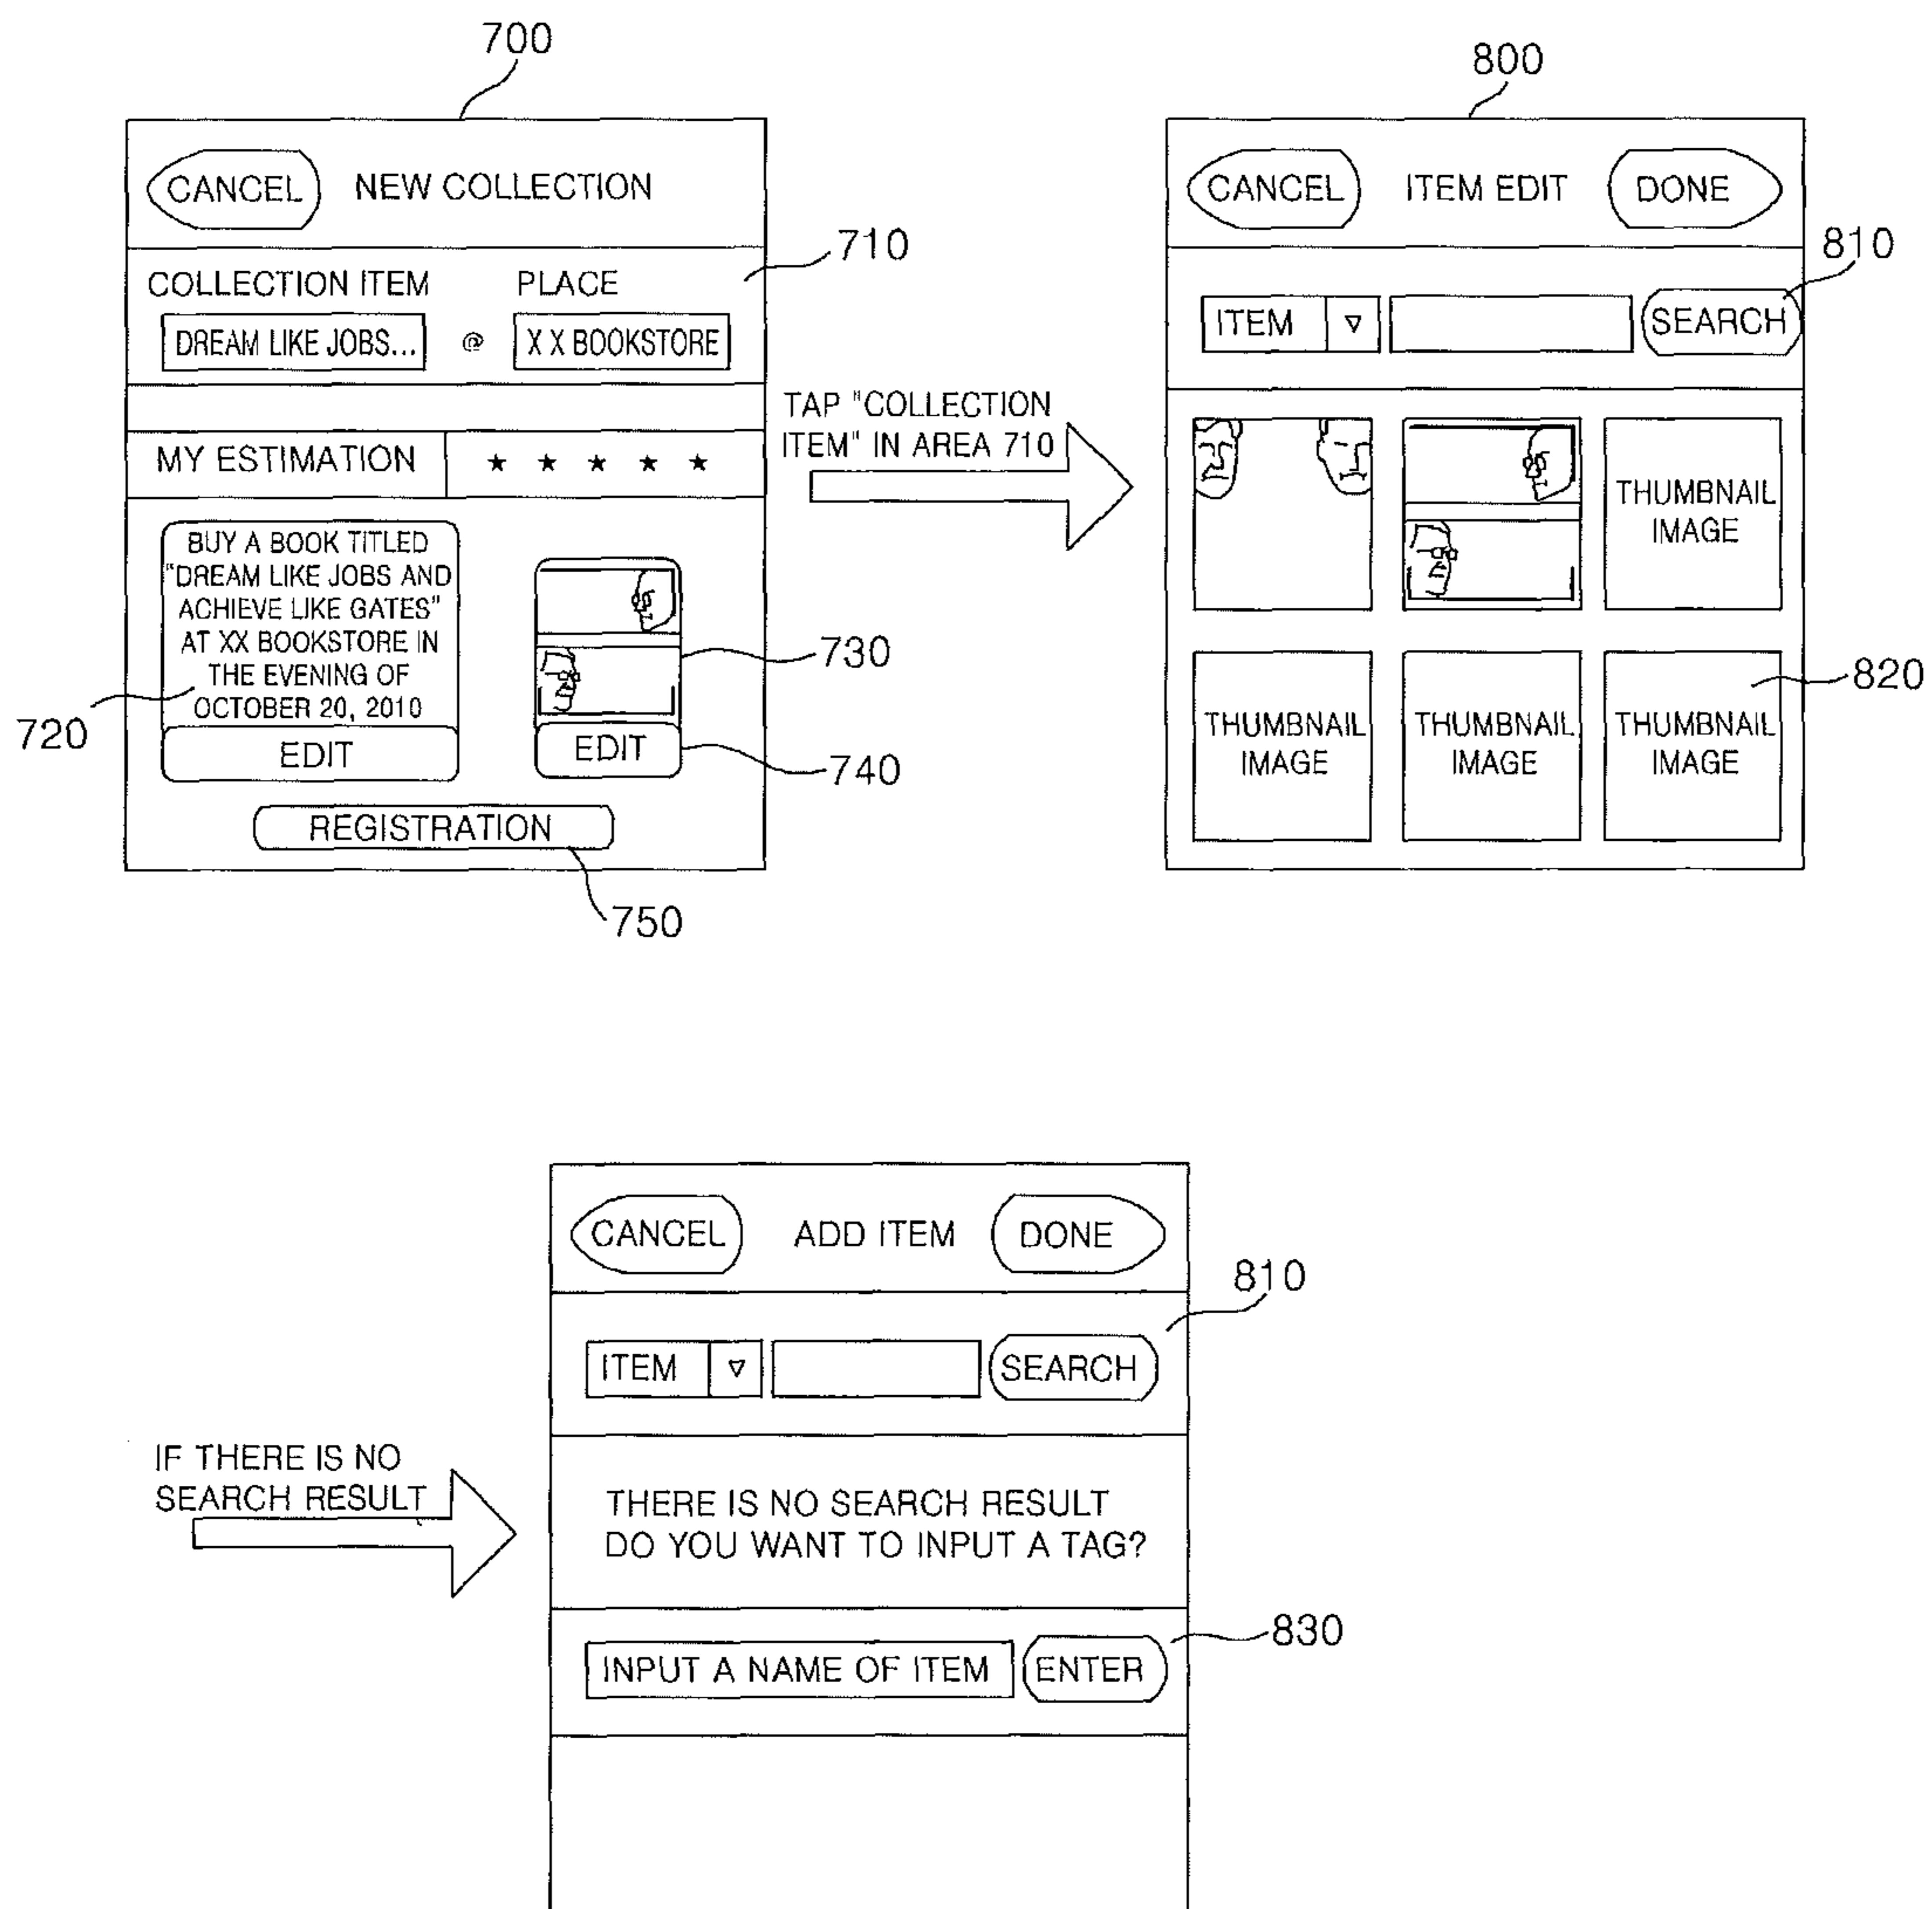 700
CANCEL NEW COLLECTION
710
COLLECTION ITEM PLACE
DREAM LIKE JOBS... @ X X BOOKSTORE
MY ESTIMATION ★ ★ ★ ★ ★
BUY A BOOK TITLED
"DREAM LIKE JOBS AND
ACHIEVE LIKE GATES"
AT XX BOOKSTORE IN
THE EVENING OF
OCTOBER 20, 2010
EDIT
720
730
EDIT
740
REGISTRATION
750
TAP "COLLECTION
ITEM" IN AREA 710
800
CANCEL ITEM EDIT DONE
810
ITEM ▽ SEARCH
THUMBNAIL
IMAGE
THUMBNAIL
IMAGE
THUMBNAIL
IMAGE
THUMBNAIL
IMAGE
820
IF THERE IS NO
SEARCH RESULT
CANCEL ADD ITEM DONE
810
ITEM ▽ SEARCH
THERE IS NO SEARCH RESULT
DO YOU WANT TO INPUT A TAG?
830
INPUT A NAME OF ITEM ENTER